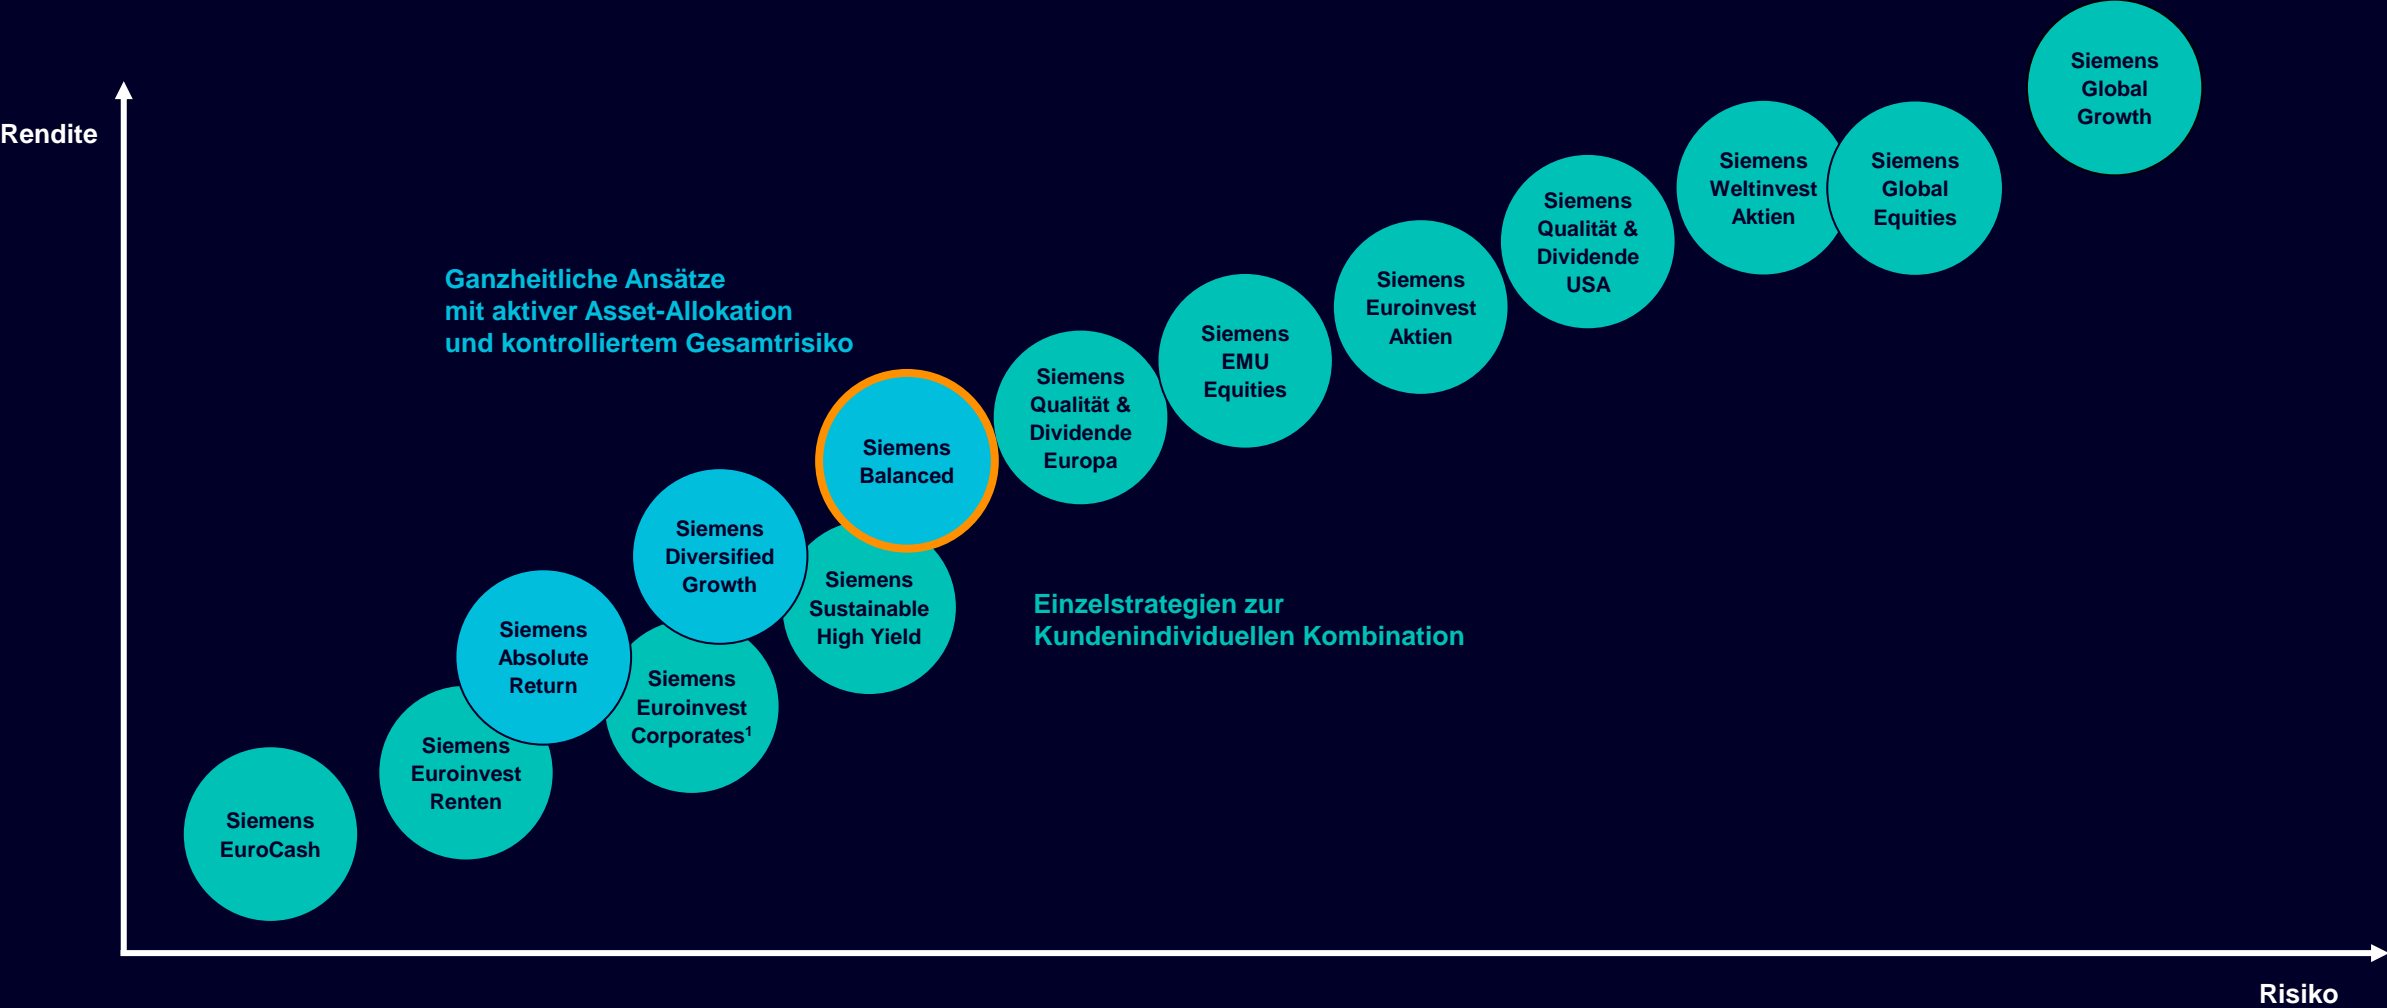 Rendite
Siemens
Global
Growth
Siemens
Weltinvest
Aktien
Siemens
Global
Equities
Siemens
Qualität &
Dividende
USA
Siemens
Euroinvest
Aktien
Ganzheitliche Ansätze
mit aktiver Asset-Allokation
und kontrolliertem Gesamtrisiko
Siemens
EMU
Equities
Siemens
Qualität &
Dividende
Europa
Siemens
Balanced
Siemens
Diversified
Growth
Siemens
Sustainable
High Yield
Einzelstrategien zur
Kundenindividuellen Kombination
Siemens
Absolute
Return
Siemens
Euroinvest
Corporates¹
Siemens
Euroinvest
Renten
Siemens
EuroCash
Risiko